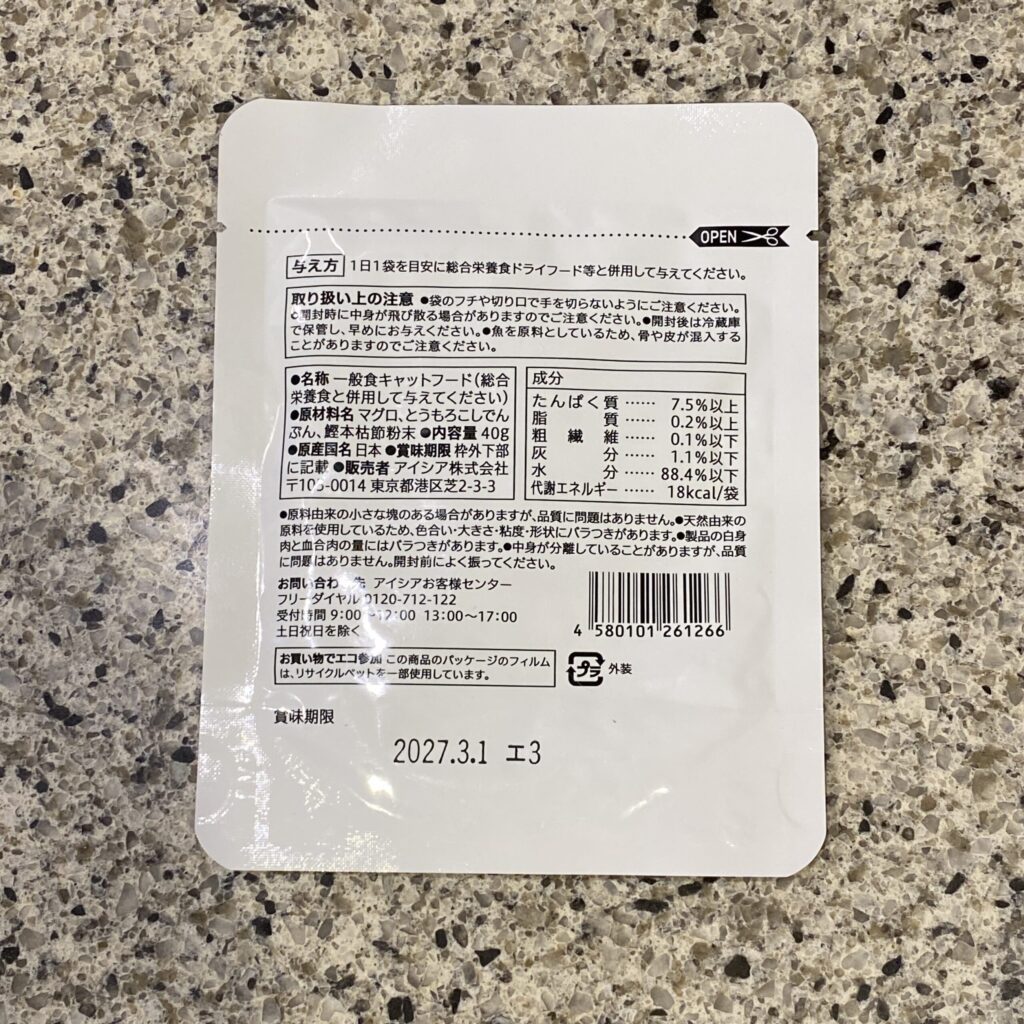 OPEN
与え方 1日1袋を目安に総合栄養食ドライフード等と併用して与えてください。
取り扱い上の注意 ●袋のフチや切り口で手を切らないようにご注意ください。
●開封時に中身が飛び散る場合がありますのでご注意ください。●開封後は冷蔵庫
で保管し、早めにお与えください。●魚を原料としているため、骨や皮が混入する
ことがありますのでご注意ください。
●名称 一般食キャットフード(総合
栄養食と併用して与えてください)
●原材料名 マグロ、とうもろこしでん
ぷん、鰹本枯節粉末 ●内容量 40g
●原産国名 日本 ●賞味期限 枠外下部
に記載 ●販売者 アイシア株式会社
〒105-0014 東京都港区芝2-3-3
成分
たんぱく質 …… 7.5%以上
脂質 …… 0.2%以上
粗繊維 …… 0.1%以下
灰分 …… 1.1%以下
水分 …… 88.4%以下
代謝エネルギー …… 18kcal/袋
●原料由来の小さな塊のある場合がありますが、品質に問題はありません。●天然由来の
原料を使用しているため、色合い・大きさ・粘度・形状にバラつきがあります。●製品の白身
肉と血合肉の量にはバラつきがあります。●中身が分離していることがありますが、品質
に問題はありません。開封前によく振ってください。
お問い合わせ先 アイシアお客様センター
フリーダイヤル 0120-712-122
受付時間 9:00〜12:00 13:00〜17:00
土日祝日を除く
4 580101 261266
お買い物でエコ参加 この商品のパッケージのフィルム
は、リサイクルペットを一部使用しています。
プラ 外装
賞味期限
2027.3.1 エ3